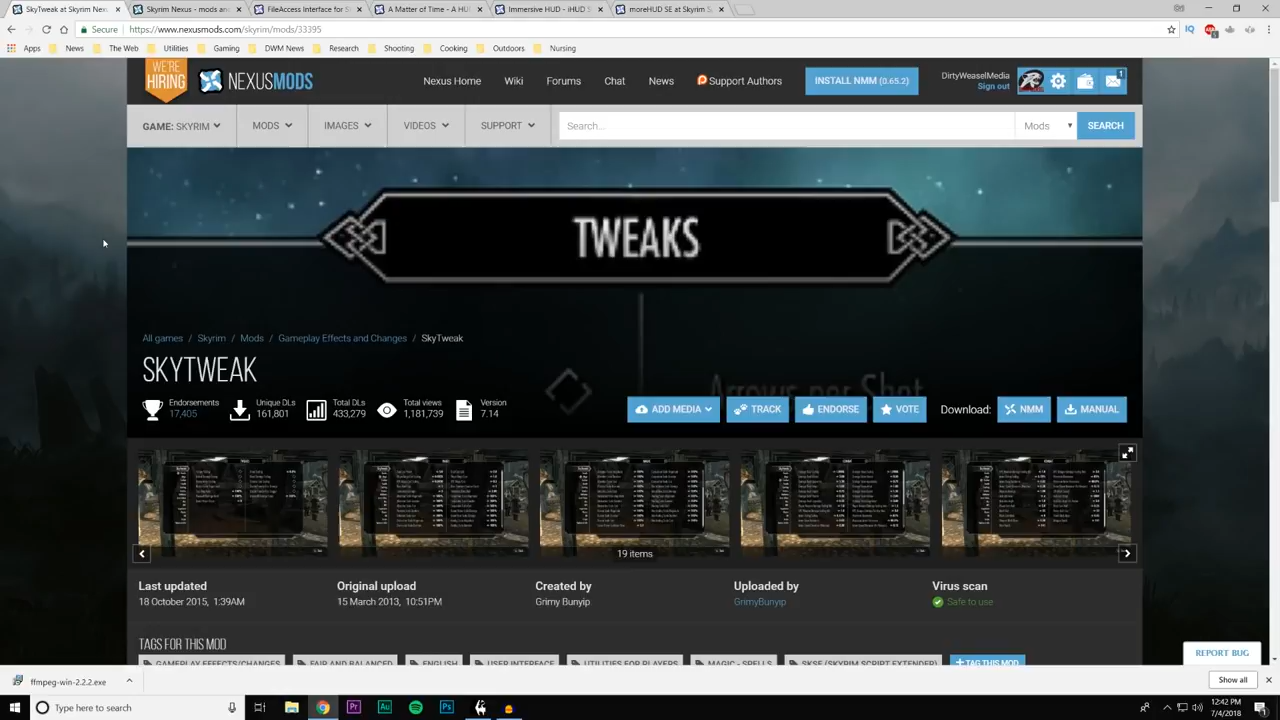 SkyTweak at Skyrim Nexus
Skyrim Nexus - mods and
FileAccess Interface for S
A Matter of Time - A HU
Immersive HUD - iHUD S
moreHUD SE at Skyrim S
Secure
https://www.nexusmods.com/skyrim/mods/33395
Apps News The Web Utilities Gaming DWM News Research Shooting Cooking Outdoors Nursing
WE'RE
HIRING
NEXUSMODS
Nexus Home Wiki Forums Chat News Support Authors
INSTALL NMM (0.65.2)
DirtyWeaselMedia
Sign out
1
GAME: SKYRIM MODS IMAGES VIDEOS SUPPORT
Search... Mods SEARCH
TWEAKS
All games / Skyrim / Mods / Gameplay Effects and Changes / SkyTweak
SKYTWEAK
Arrows per Shot
Endorsements
17,405
Unique DLs
161,801
Total DLs
433,279
Total views
1,181,739
Version
7.14
ADD MEDIA TRACK ENDORSE VOTE Download: NMM MANUAL
19 items
Last updated
18 October 2015, 1:39AM
Original upload
15 March 2013, 10:51PM
Created by
Grimy Bunyip
Uploaded by
GrimyBunyip
Virus scan
Safe to use
TAGS FOR THIS MOD
GAMEPLAY EFFECTS/CHANGES FAIR AND BALANCED ENGLISH USER INTERFACE UTILITIES FOR PLAYERS MAGIC - SPELLS SKSE (SKYRIM SCRIPT EXTENDER) + TAG THIS MOD
REPORT BUG
ffmpeg-win-2.2.2.exe
Show all
Type here to search
12:42 PM
7/4/2018